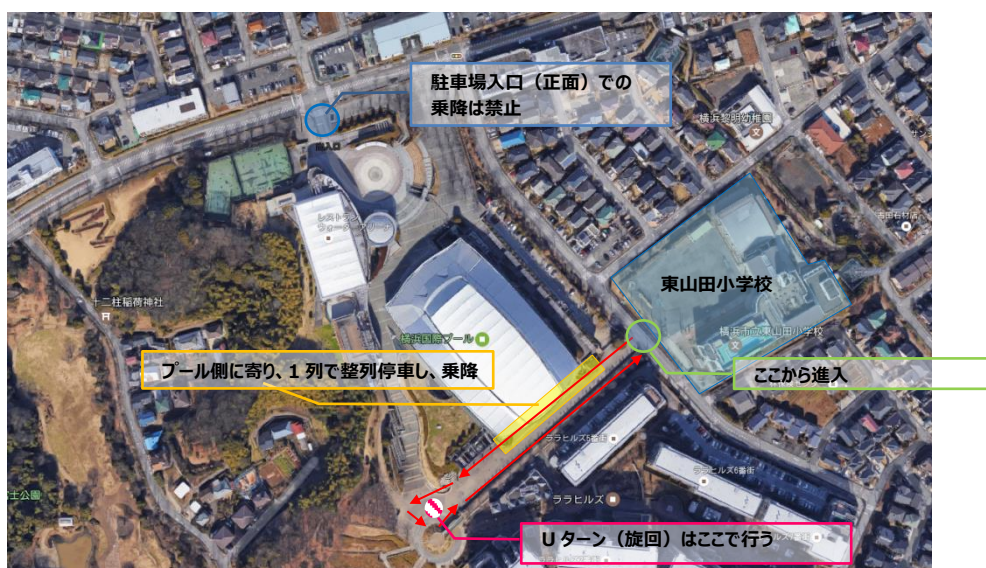 駐車場入口（正面）での
乗降は禁止
横浜黎明幼稚園
東山田小学校
横浜市立東山田小学校
十二柱稲荷神社
横浜国際プール
プール側に寄り、1 列で整列停車し、乗降
ここから進入
ララヒルズ6番街
ララヒルズ6番街
ララヒルズ
U ターン（旋回）はここで行う